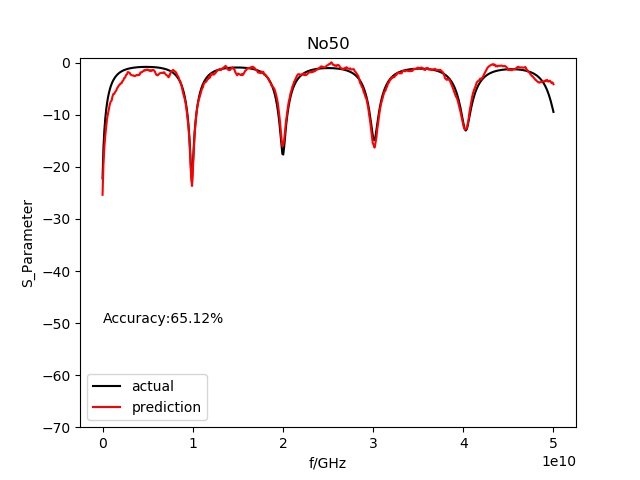 No50
0
−10
−20
−30
−40
−50
−60
−70
S_Parameter
Accuracy:65.12%
actual
prediction
0 1 2 3 4 5
1e10
f/GHz